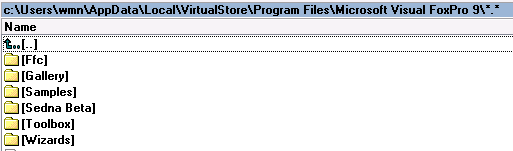 c:\Users\wmn\AppData\Local\VirtualStore\Program Files\Microsoft Visual FoxPro 9\*.*
Name
[..]
[Ffc]
[Gallery]
[Samples]
[Sedna Beta]
[Toolbox]
[Wizards]